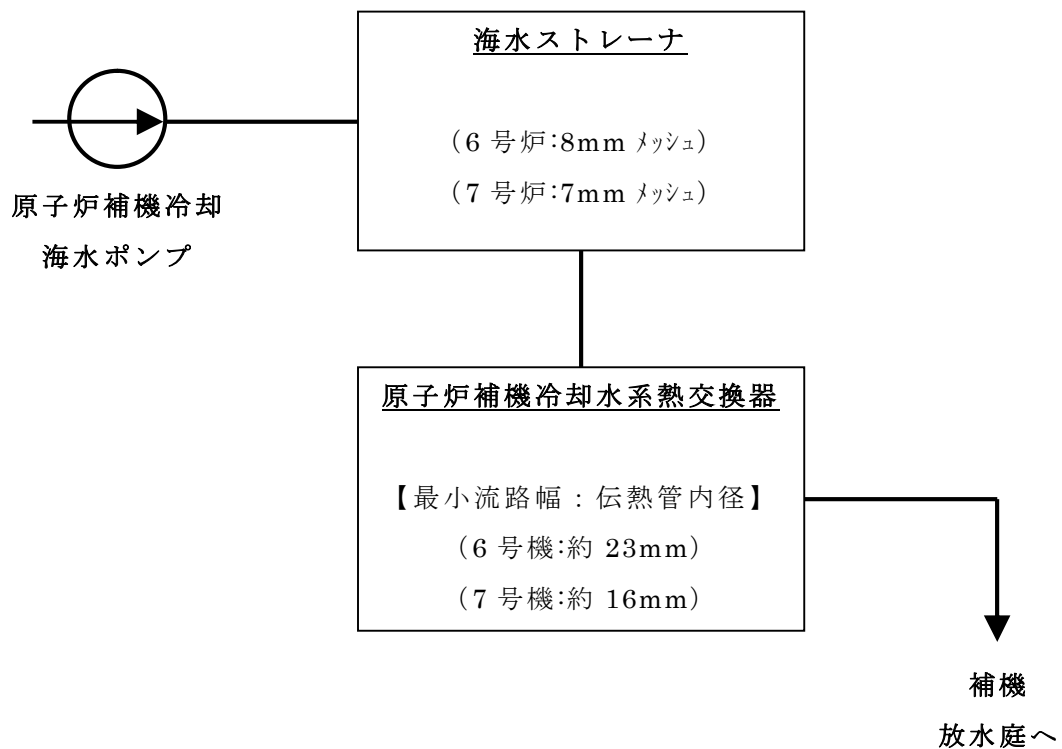 海水ストレーナ
（6 号炉:8mm ﾒｯｼｭ）
（7 号炉:7mm ﾒｯｼｭ）
原子炉補機冷却
海水ポンプ
原子炉補機冷却水系熱交換器
【最小流路幅：伝熱管内径】
（6 号機:約 23mm）
（7 号機:約 16mm）
補機
放水庭へ